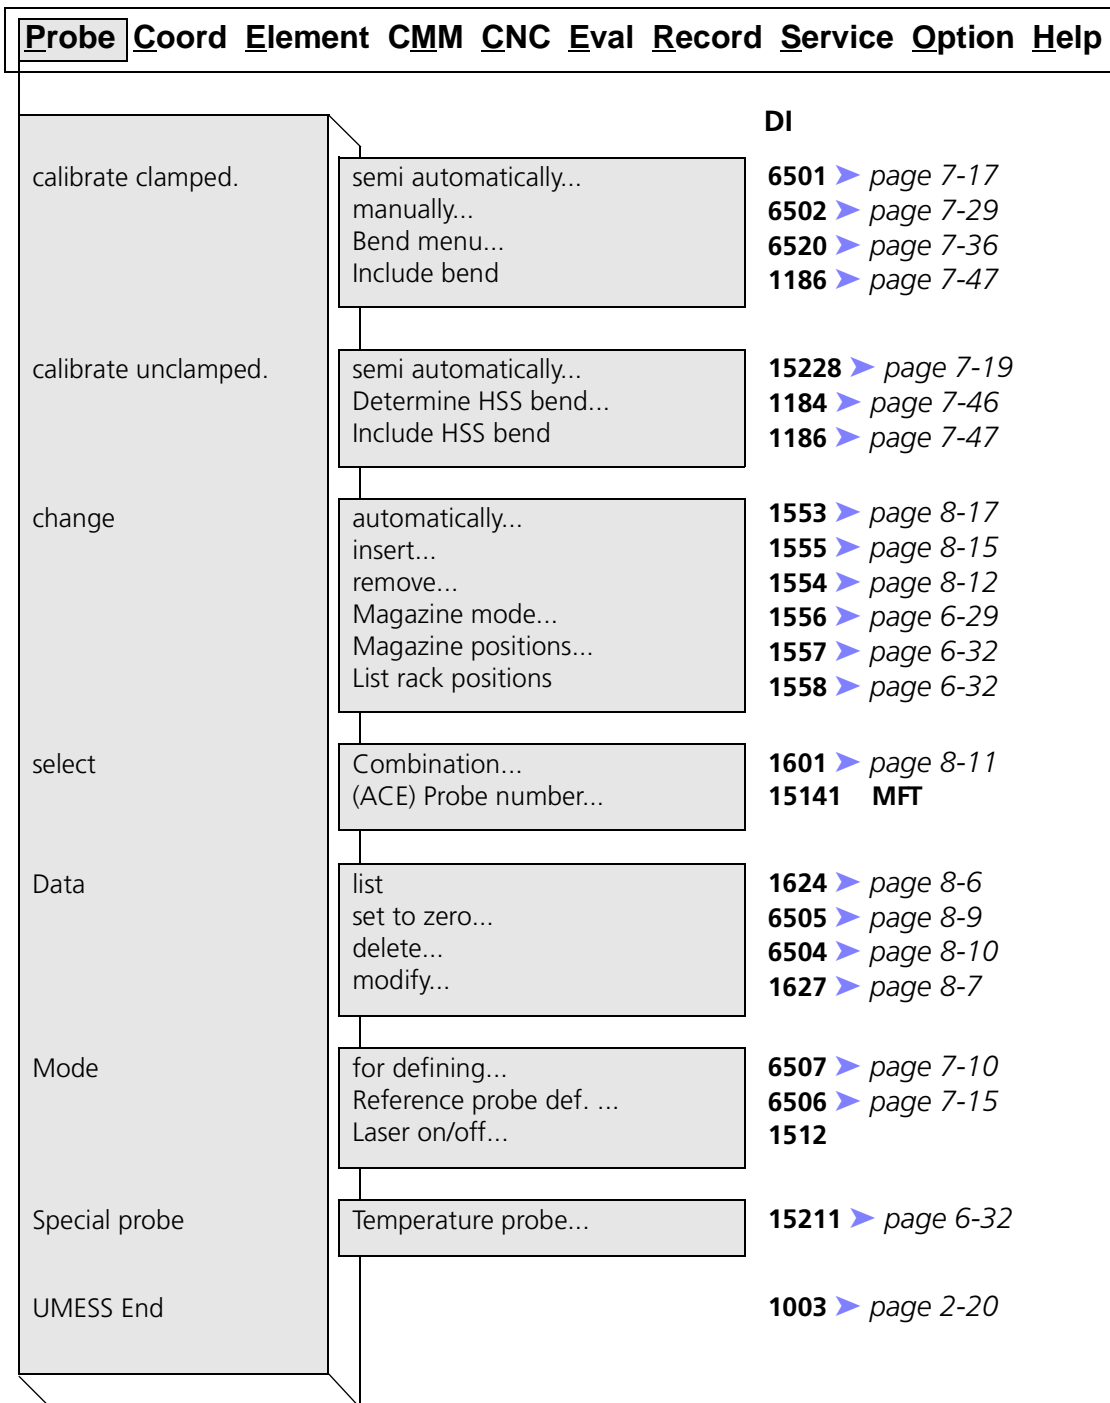 Probe Coord Element CMM CNC Eval Record Service Option Help
DI
calibrate clamped. semi automatically... 6501 ➤ page 7-17
manually... 6502 ➤ page 7-29
Bend menu... 6520 ➤ page 7-36
Include bend 1186 ➤ page 7-47
calibrate unclamped. semi automatically... 15228 ➤ page 7-19
Determine HSS bend... 1184 ➤ page 7-46
Include HSS bend 1186 ➤ page 7-47
change automatically... 1553 ➤ page 8-17
insert... 1555 ➤ page 8-15
remove... 1554 ➤ page 8-12
Magazine mode... 1556 ➤ page 6-29
Magazine positions... 1557 ➤ page 6-32
List rack positions 1558 ➤ page 6-32
select Combination... 1601 ➤ page 8-11
(ACE) Probe number... 15141 MFT
Data list 1624 ➤ page 8-6
set to zero... 6505 ➤ page 8-9
delete... 6504 ➤ page 8-10
modify... 1627 ➤ page 8-7
Mode for defining... 6507 ➤ page 7-10
Reference probe def. ... 6506 ➤ page 7-15
Laser on/off... 1512
Special probe Temperature probe... 15211 ➤ page 6-32
UMESS End 1003 ➤ page 2-20